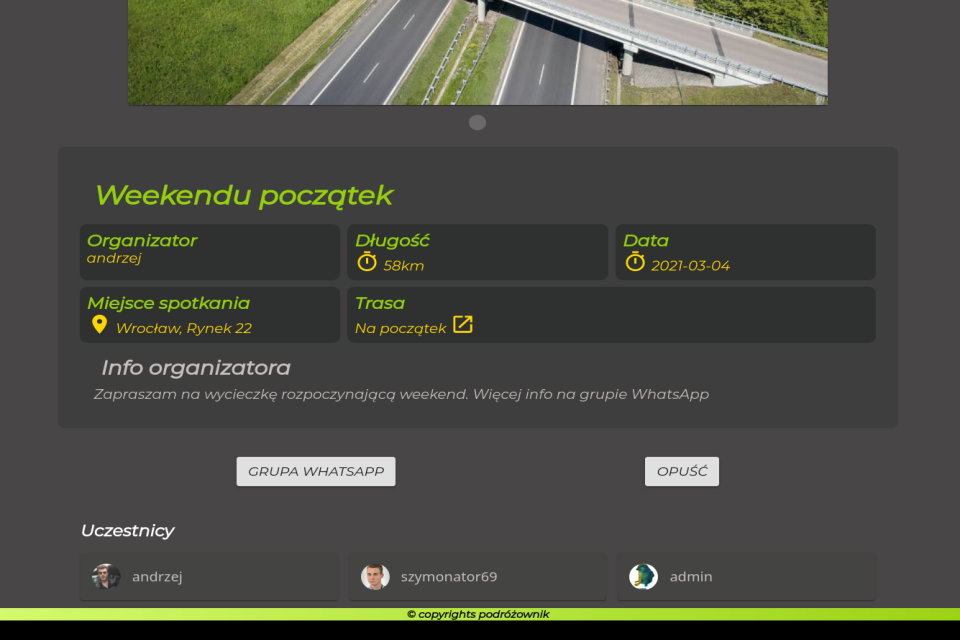 Weekendu początek
Organizator
andrzej
Długość
58km
Data
2021-03-04
Miejsce spotkania
Wrocław, Rynek 22
Trasa
Na początek
Info organizatora
Zapraszam na wycieczkę rozpoczynającą weekend. Więcej info na grupie WhatsApp
GRUPA WHATSAPP
OPUŚĆ
Uczestnicy
andrzej
szymonator69
admin
© copyrights podróżownik